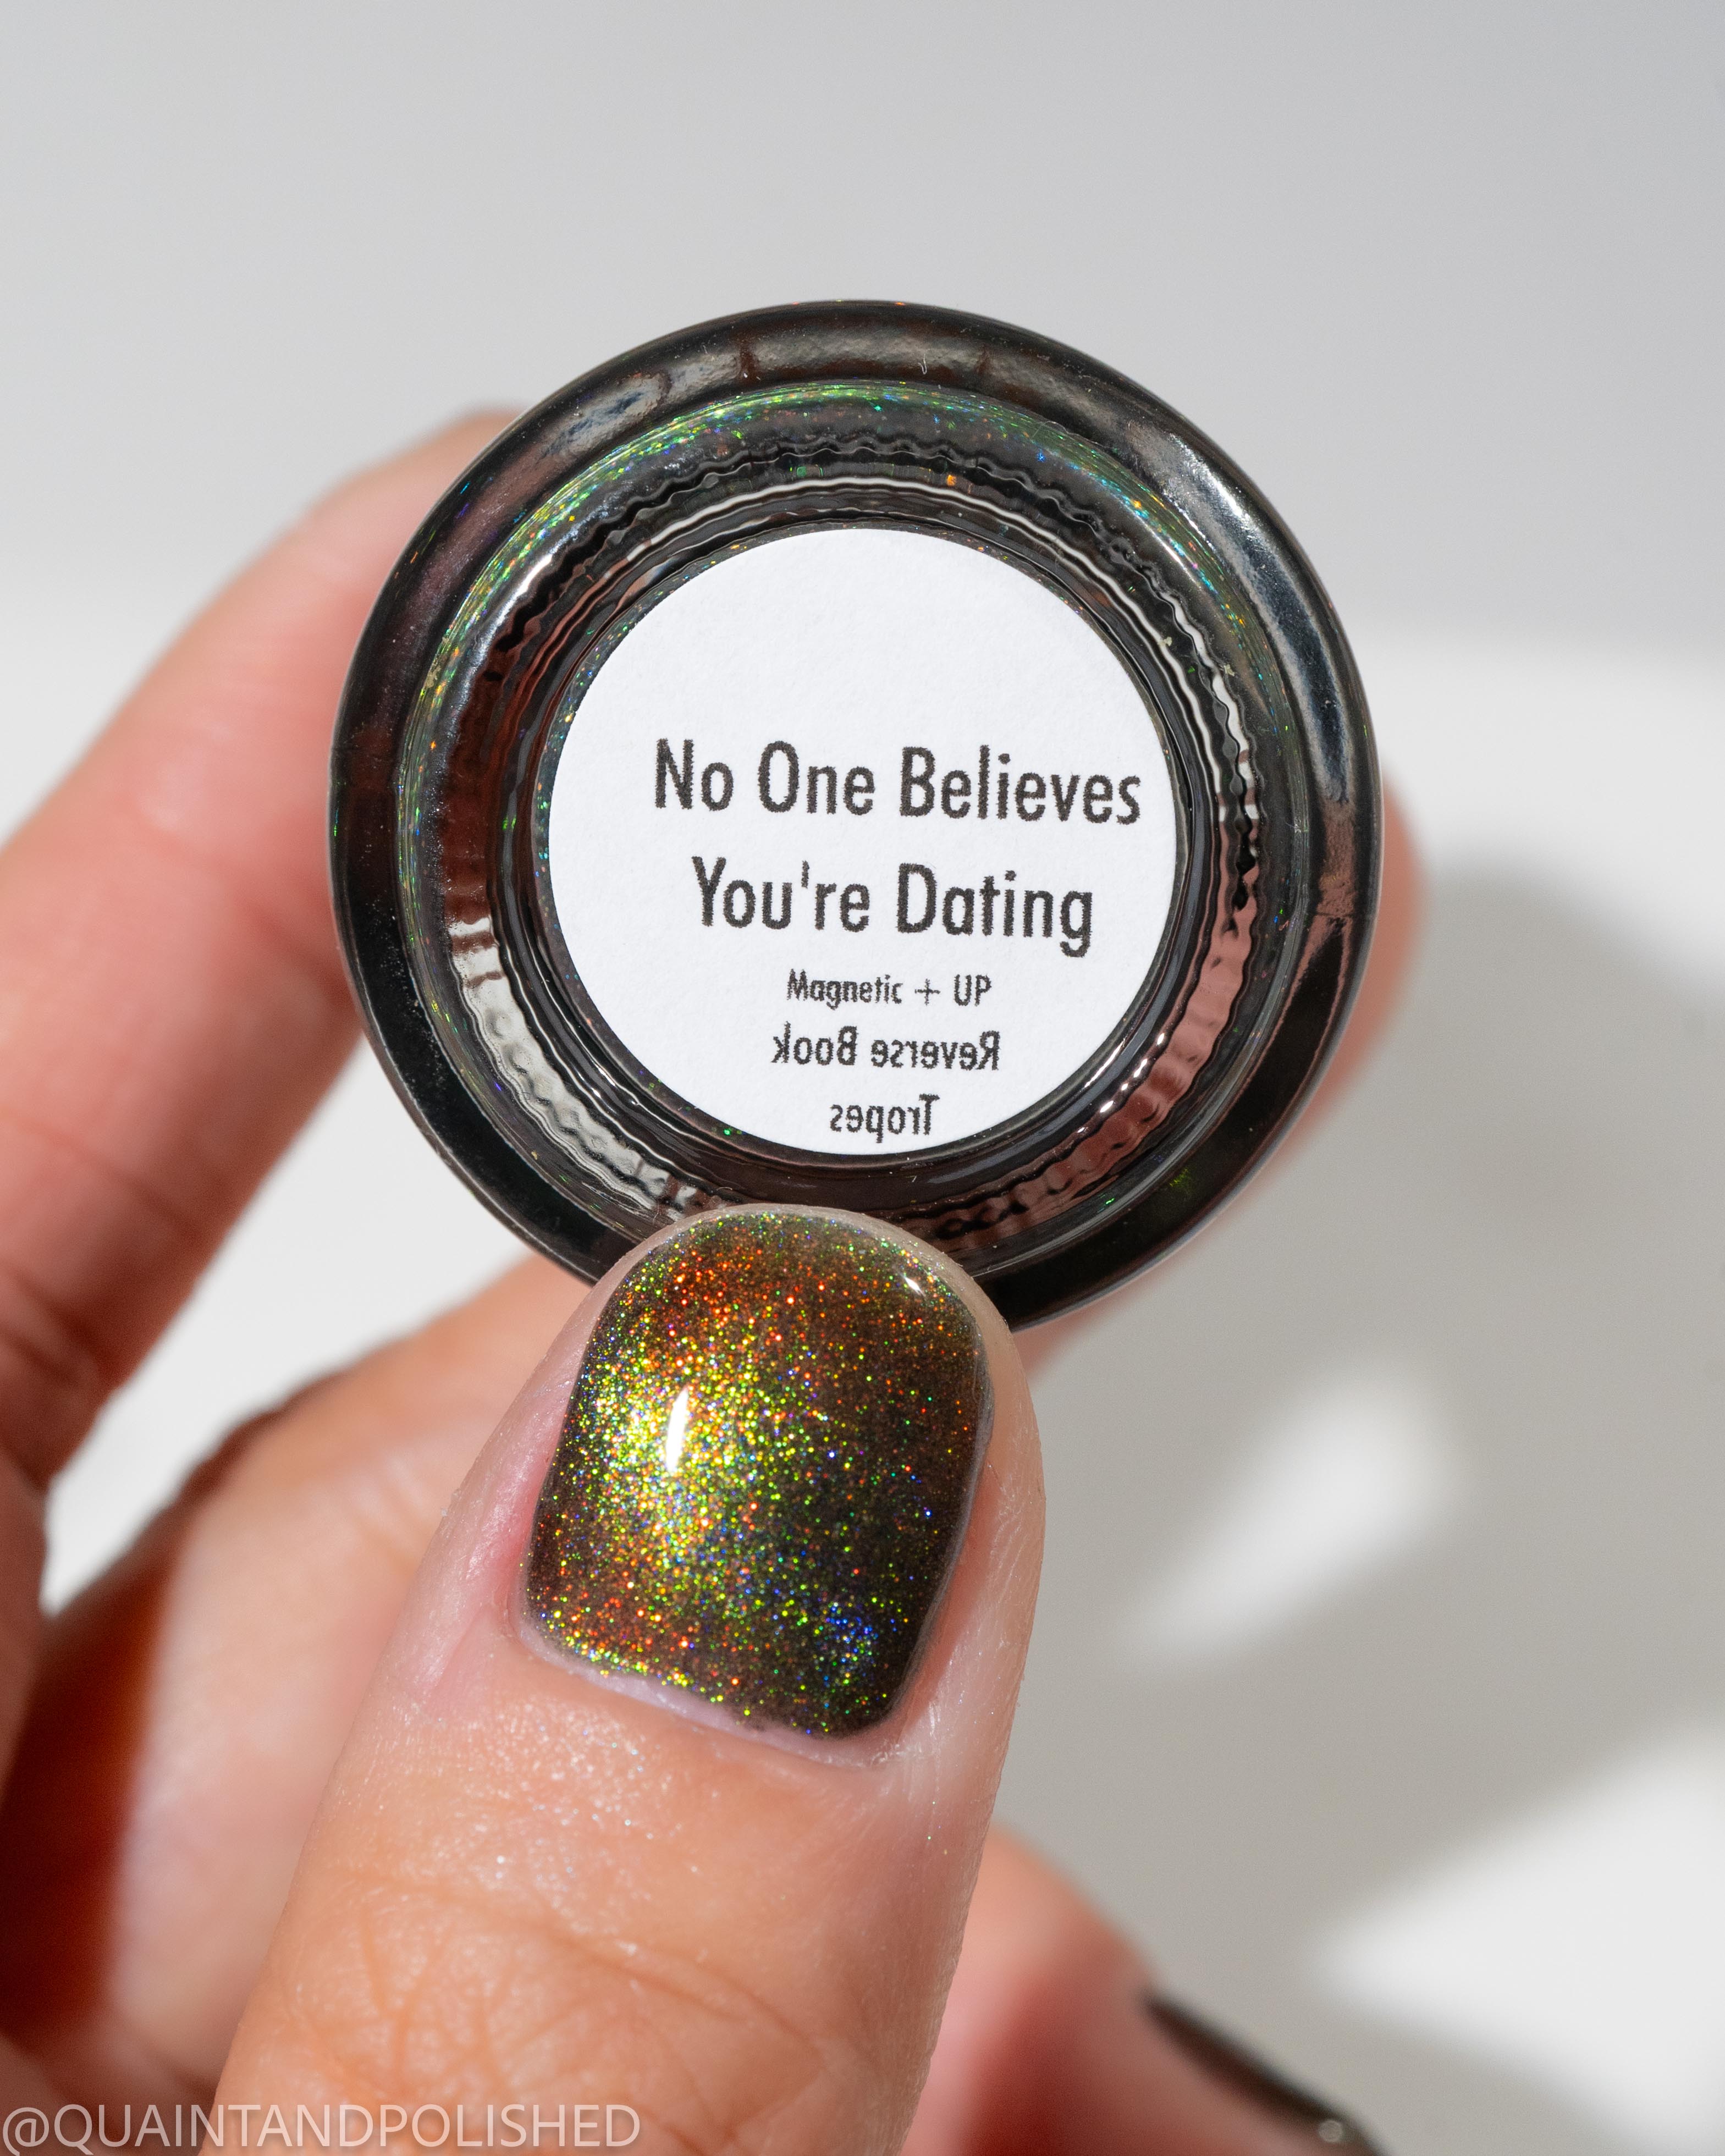 No One Believes
You're Dating
Magnetic + UP
Reverse Book
Tropes
@QUAINTANDPOLISHED